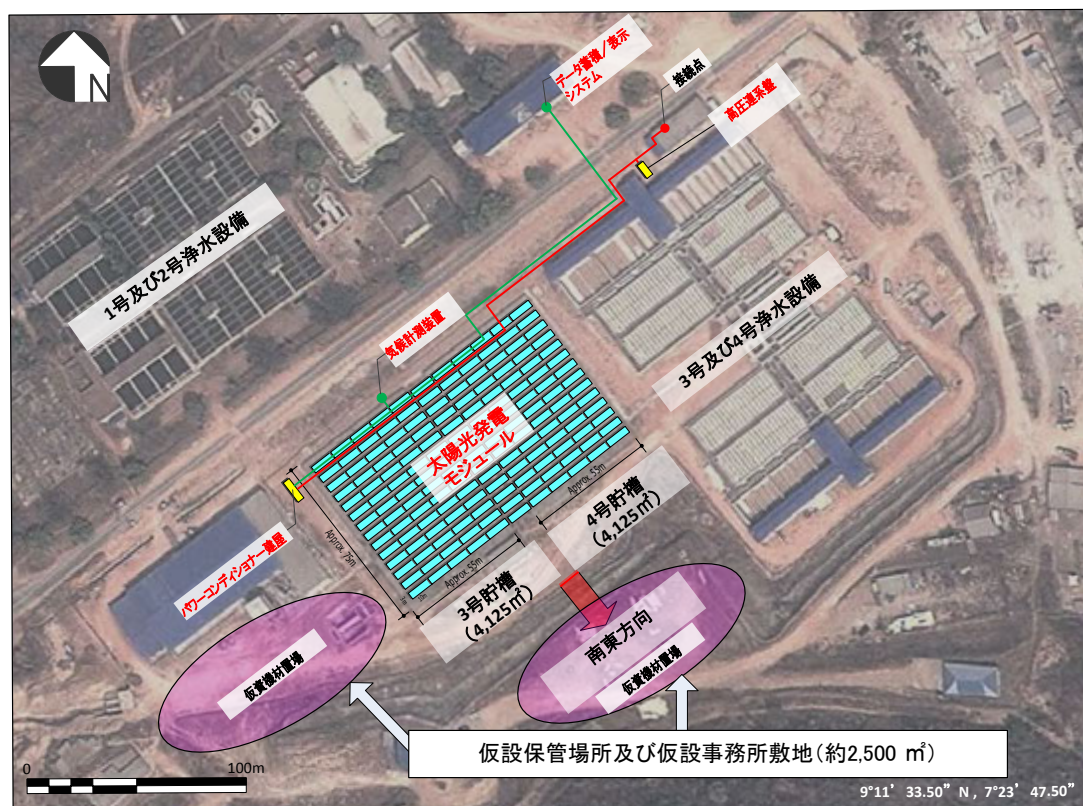 N
データ蓄積/表示
システム
接続点
高圧連系盤
1号及び2号浄水設備
気候計測装置
3号及び4号浄水設備
太陽光発電
モジュール
Approx. 55m
4号貯槽
(4,125㎡)
Approx. 75m
パワーコンディショナー建屋
Approx. 55m
3号貯槽
(4,125㎡)
南東方向
仮資機材置場
仮資機材置場
仮設保管場所及び仮設事務所敷地(約2,500 ㎡)
0
100m
9°11’ 33.50” N , 7°23’ 47.50”